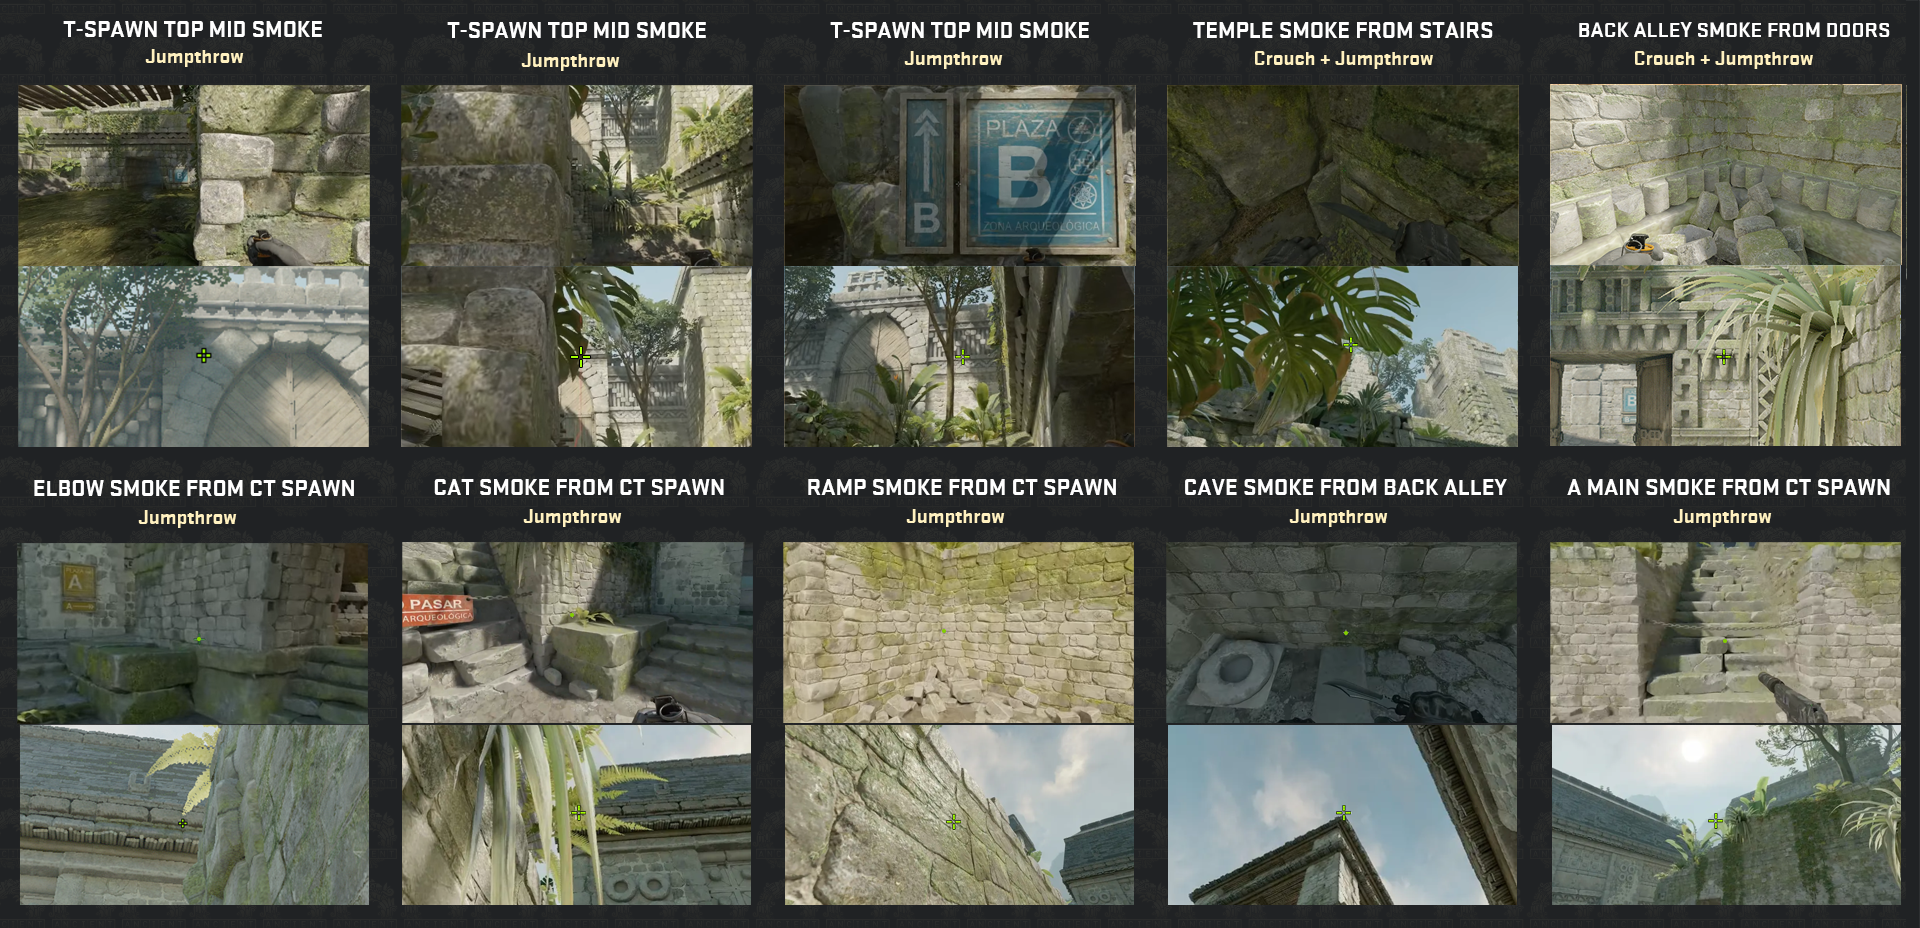 T-SPAWN TOP MID SMOKE
Jumpthrow
T-SPAWN TOP MID SMOKE
Jumpthrow
T-SPAWN TOP MID SMOKE
Jumpthrow
TEMPLE SMOKE FROM STAIRS
Crouch + Jumpthrow
BACK ALLEY SMOKE FROM DOORS
Crouch + Jumpthrow
B
PLAZA
B
ZONA ARQUEOLÓGICA
B
ELBOW SMOKE FROM CT SPAWN
Jumpthrow
CAT SMOKE FROM CT SPAWN
Jumpthrow
RAMP SMOKE FROM CT SPAWN
Jumpthrow
CAVE SMOKE FROM BACK ALLEY
Jumpthrow
A MAIN SMOKE FROM CT SPAWN
Jumpthrow
A
PASAR
ARQUEOLÓGICA